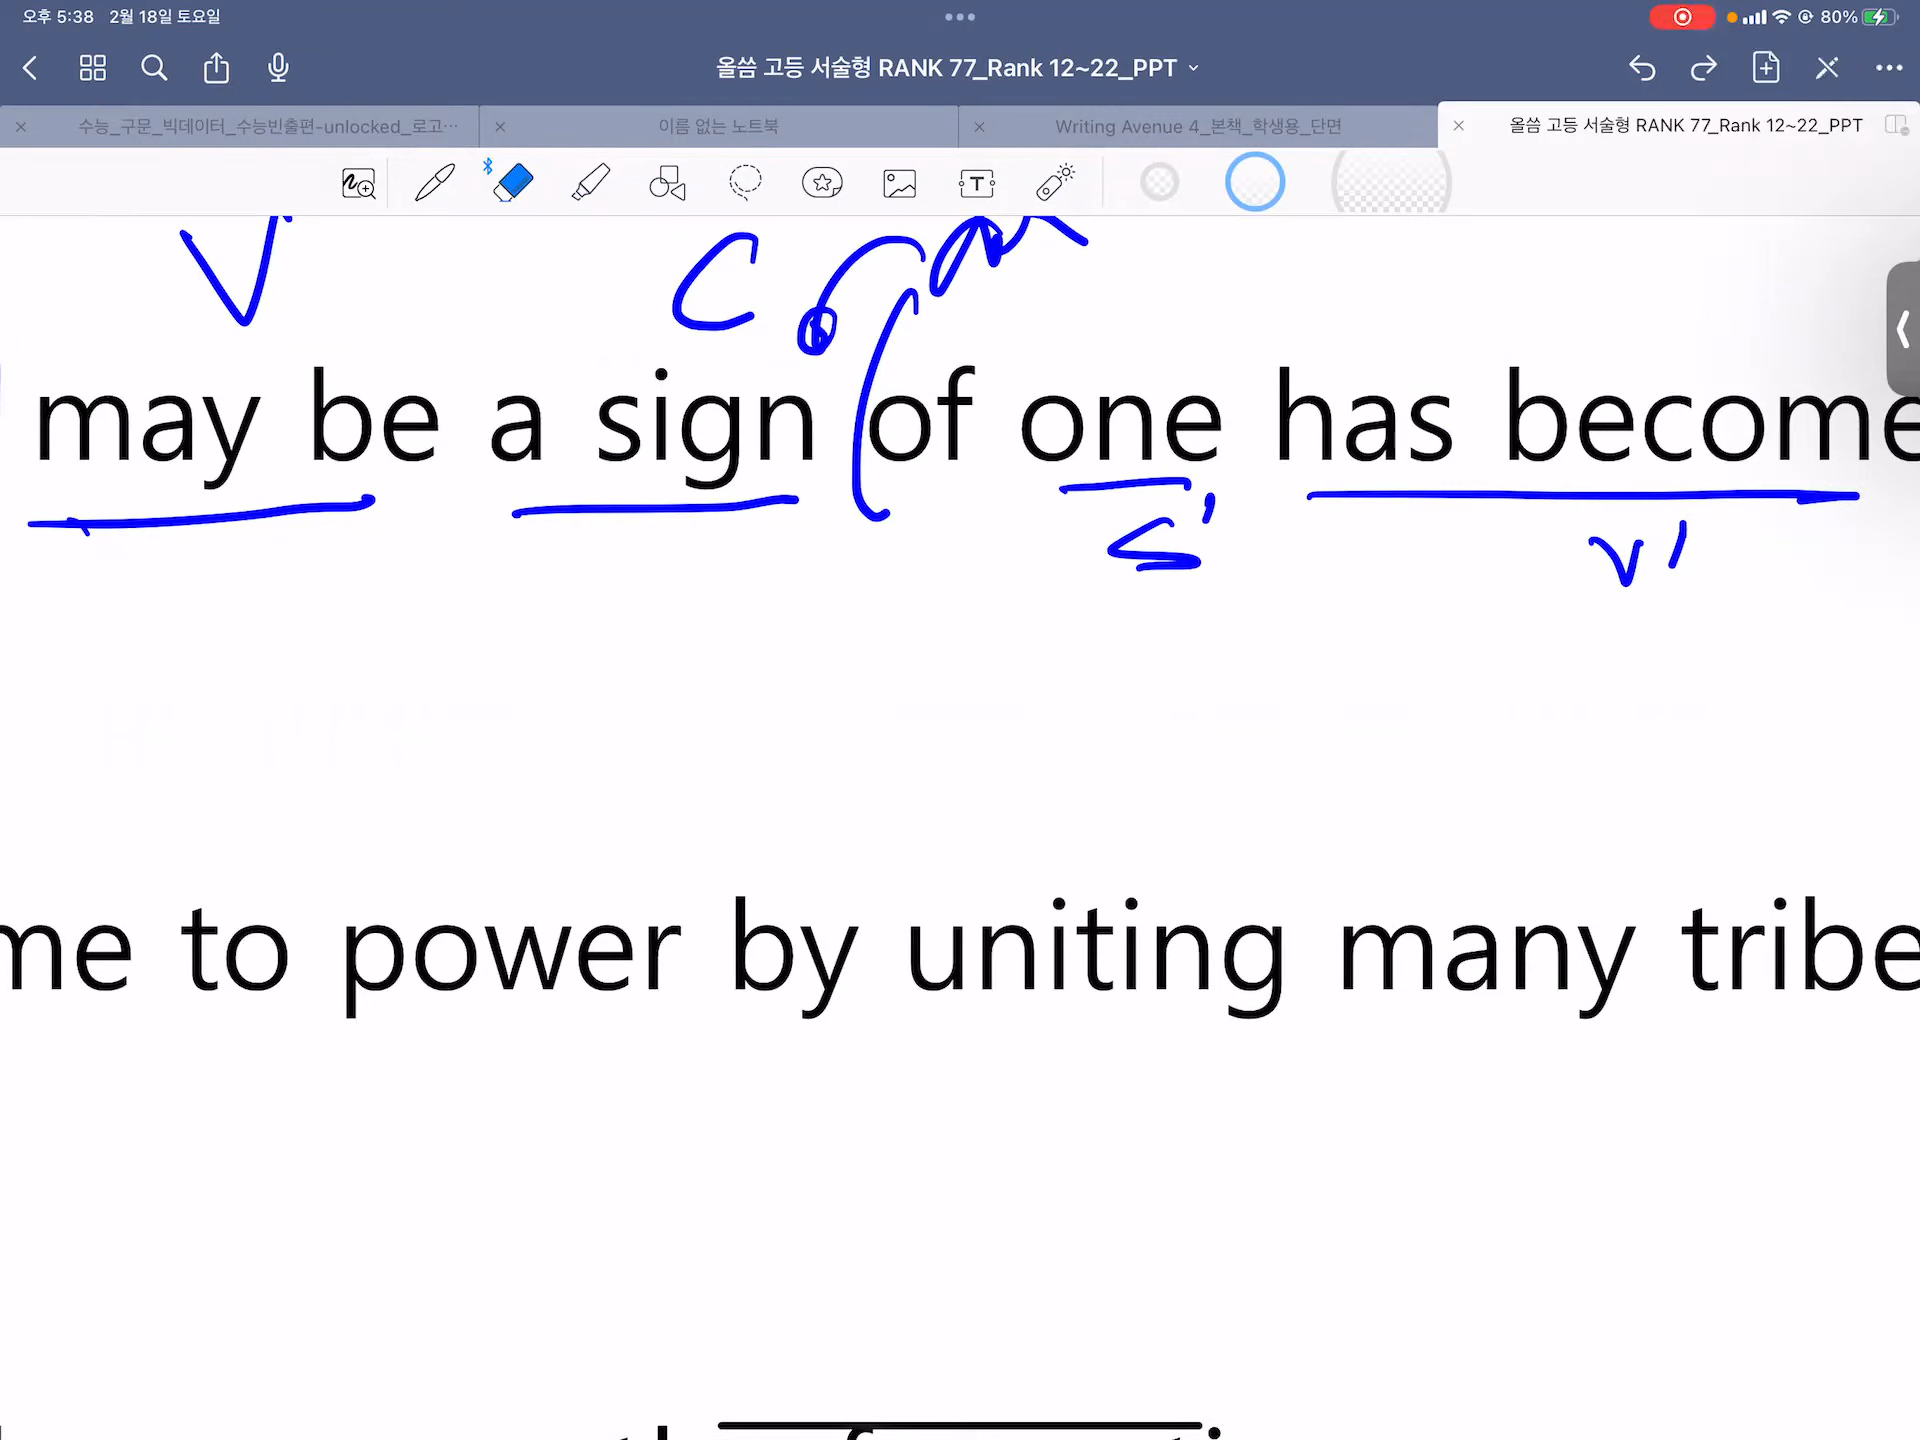 오후 5:38 2월 18일 토요일
80%
올씀 고등 서술형 RANK 77_Rank 12~22_PPT
수능_구문_빅데이터_수능빈출편-unlocked_로고…
이름 없는 노트북
Writing Avenue 4_본책_학생용_단면
올씀 고등 서술형 RANK 77_Rank 12~22_PPT
T
V C
may be a sign of one has become
S' V'
me to power by uniting many tribe